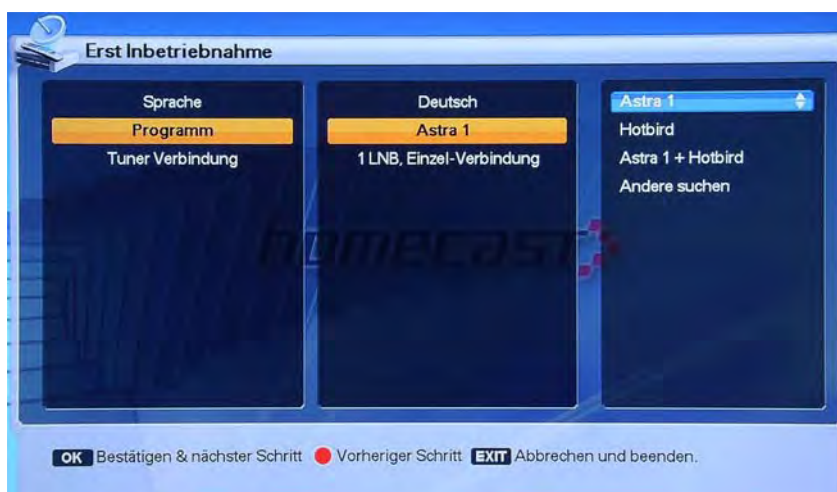 Erst Inbetriebnahme
Sprache
Programm
Tuner Verbindung
Deutsch
Astra 1
1 LNB, Einzel-Verbindung
Astra 1
Hotbird
Astra 1 + Hotbird
Andere suchen
homecast
OK Bestätigen & nächster Schritt Vorheriger Schritt EXIT Abbrechen und beenden.